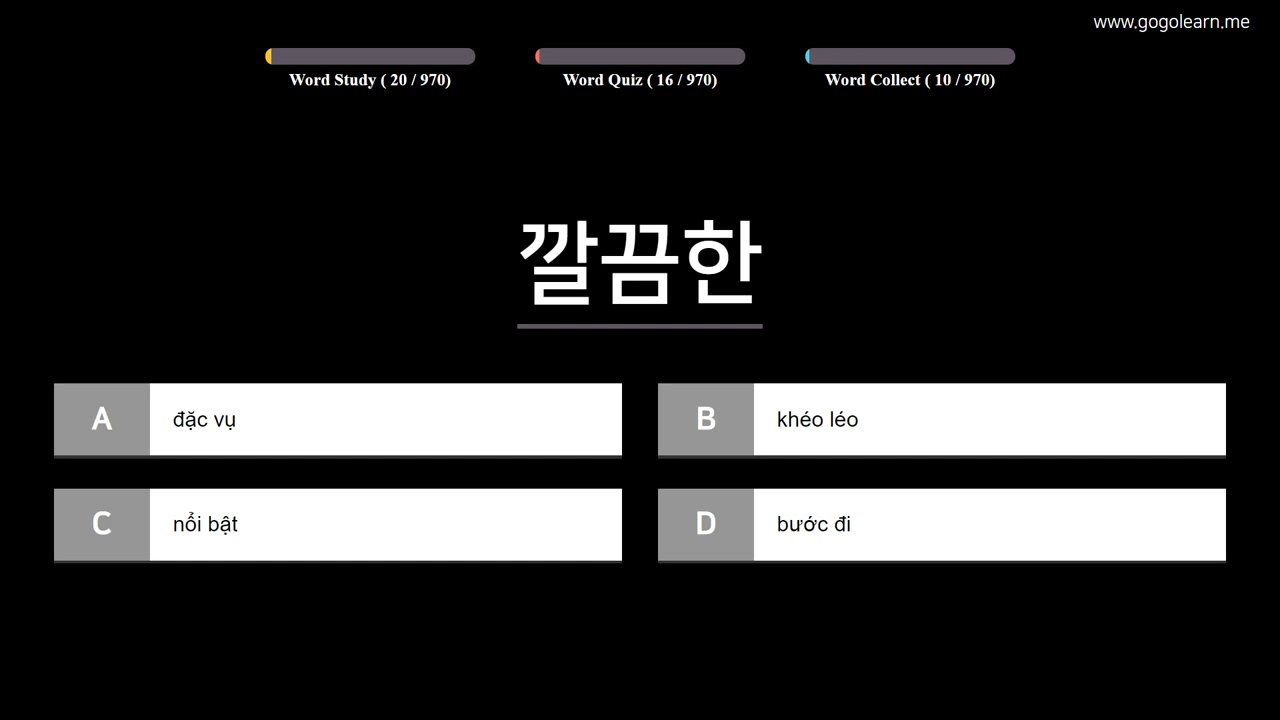 www.gogolearn.me
Word Study ( 20 / 970)
Word Quiz ( 16 / 970)
Word Collect ( 10 / 970)
깔끔한
A đặc vụ
B khéo léo
C nổi bật
D bước đi